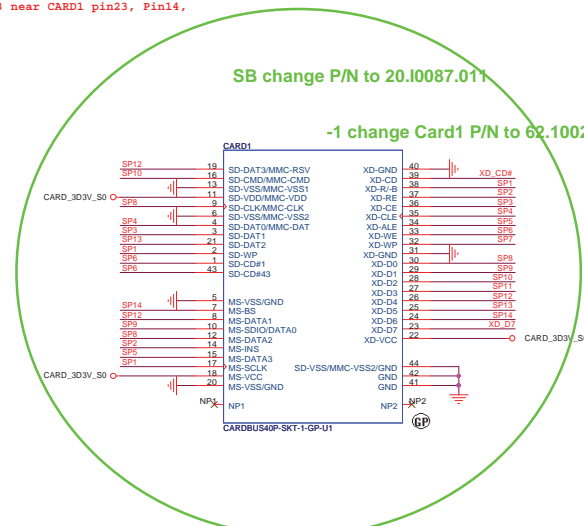 near CARD1 pin23, Pin14,
SB change P/N to 20.I0087.011
-1 change Card1 P/N to 62.1002
CARD1
SP12 19 SD-DAT3/MMC-RSV XD-GND 40
SP10 16 SD-CMD/MMC-CMD XD-CD 39 XD_CD#
13 SD-VSS/MMC-VSS1 XD-R/-B 38 SP1
CARD_3D3V_S0 11 SD-VDD/MMC-VDD XD-RE 37 SP2
SP8 9 SD-CLK/MMC-CLK XD-CE 36 SP3
6 SD-VSS/MMC-VSS2 XD-CLE 35 SP4
SP4 4 SD-DAT0/MMC-DAT XD-ALE 34 SP5
SP3 3 SD-DAT1 XD-WE 33 SP6
SP13 21 SD-DAT2 XD-WP 32 SP7
SP1 2 SD-WP XD-GND 31
SP6 1 SD-CD#1 XD-D0 30 SP8
SP6 43 SD-CD#43 XD-D1 29 SP9
XD-D2 28 SP10
XD-D3 27 SP11
5 MS-VSS/GND XD-D4 26 SP12
SP14 7 MS-BS XD-D5 25 SP13
SP12 8 MS-DATA1 XD-D6 24 SP14
SP9 10 MS-SDIO/DATA0 XD-D7 23 XD_D7
SP8 12 MS-DATA2 XD-VCC 22 CARD_3D3V_S0
SP2 14 MS-INS
SP5 15 MS-DATA3
SP1 17 MS-SCLK SD-VSS/MMC-VSS2/GND 44
CARD_3D3V_S0 18 MS-VCC GND 42
20 MS-VSS/GND GND 41
NP1 NP1 NP2 NP2
CARDBUS40P-SKT-1-GP-U1
GP